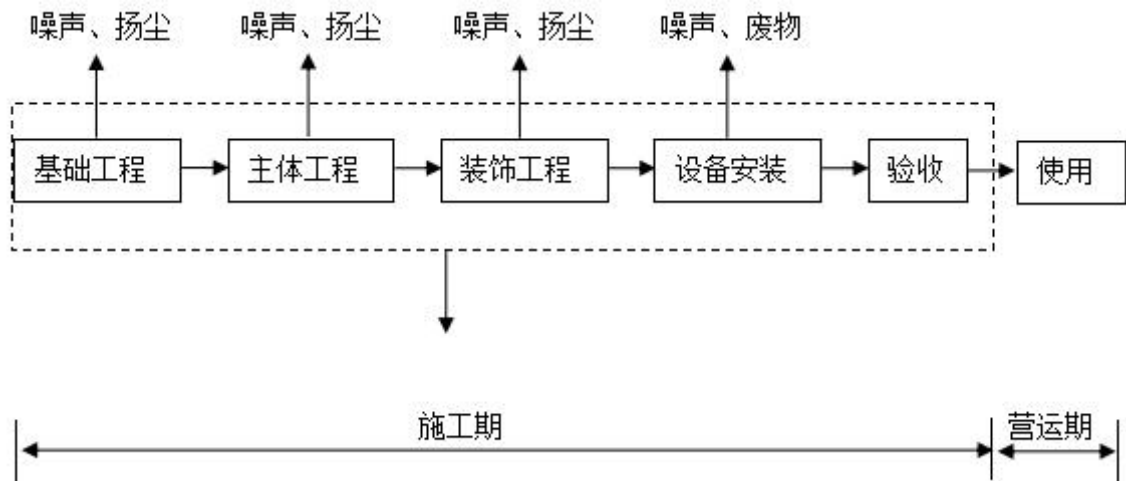 噪声、扬尘
噪声、扬尘
噪声、扬尘
噪声、废物
基础工程
主体工程
装饰工程
设备安装
验收
使用
施工期
营运期